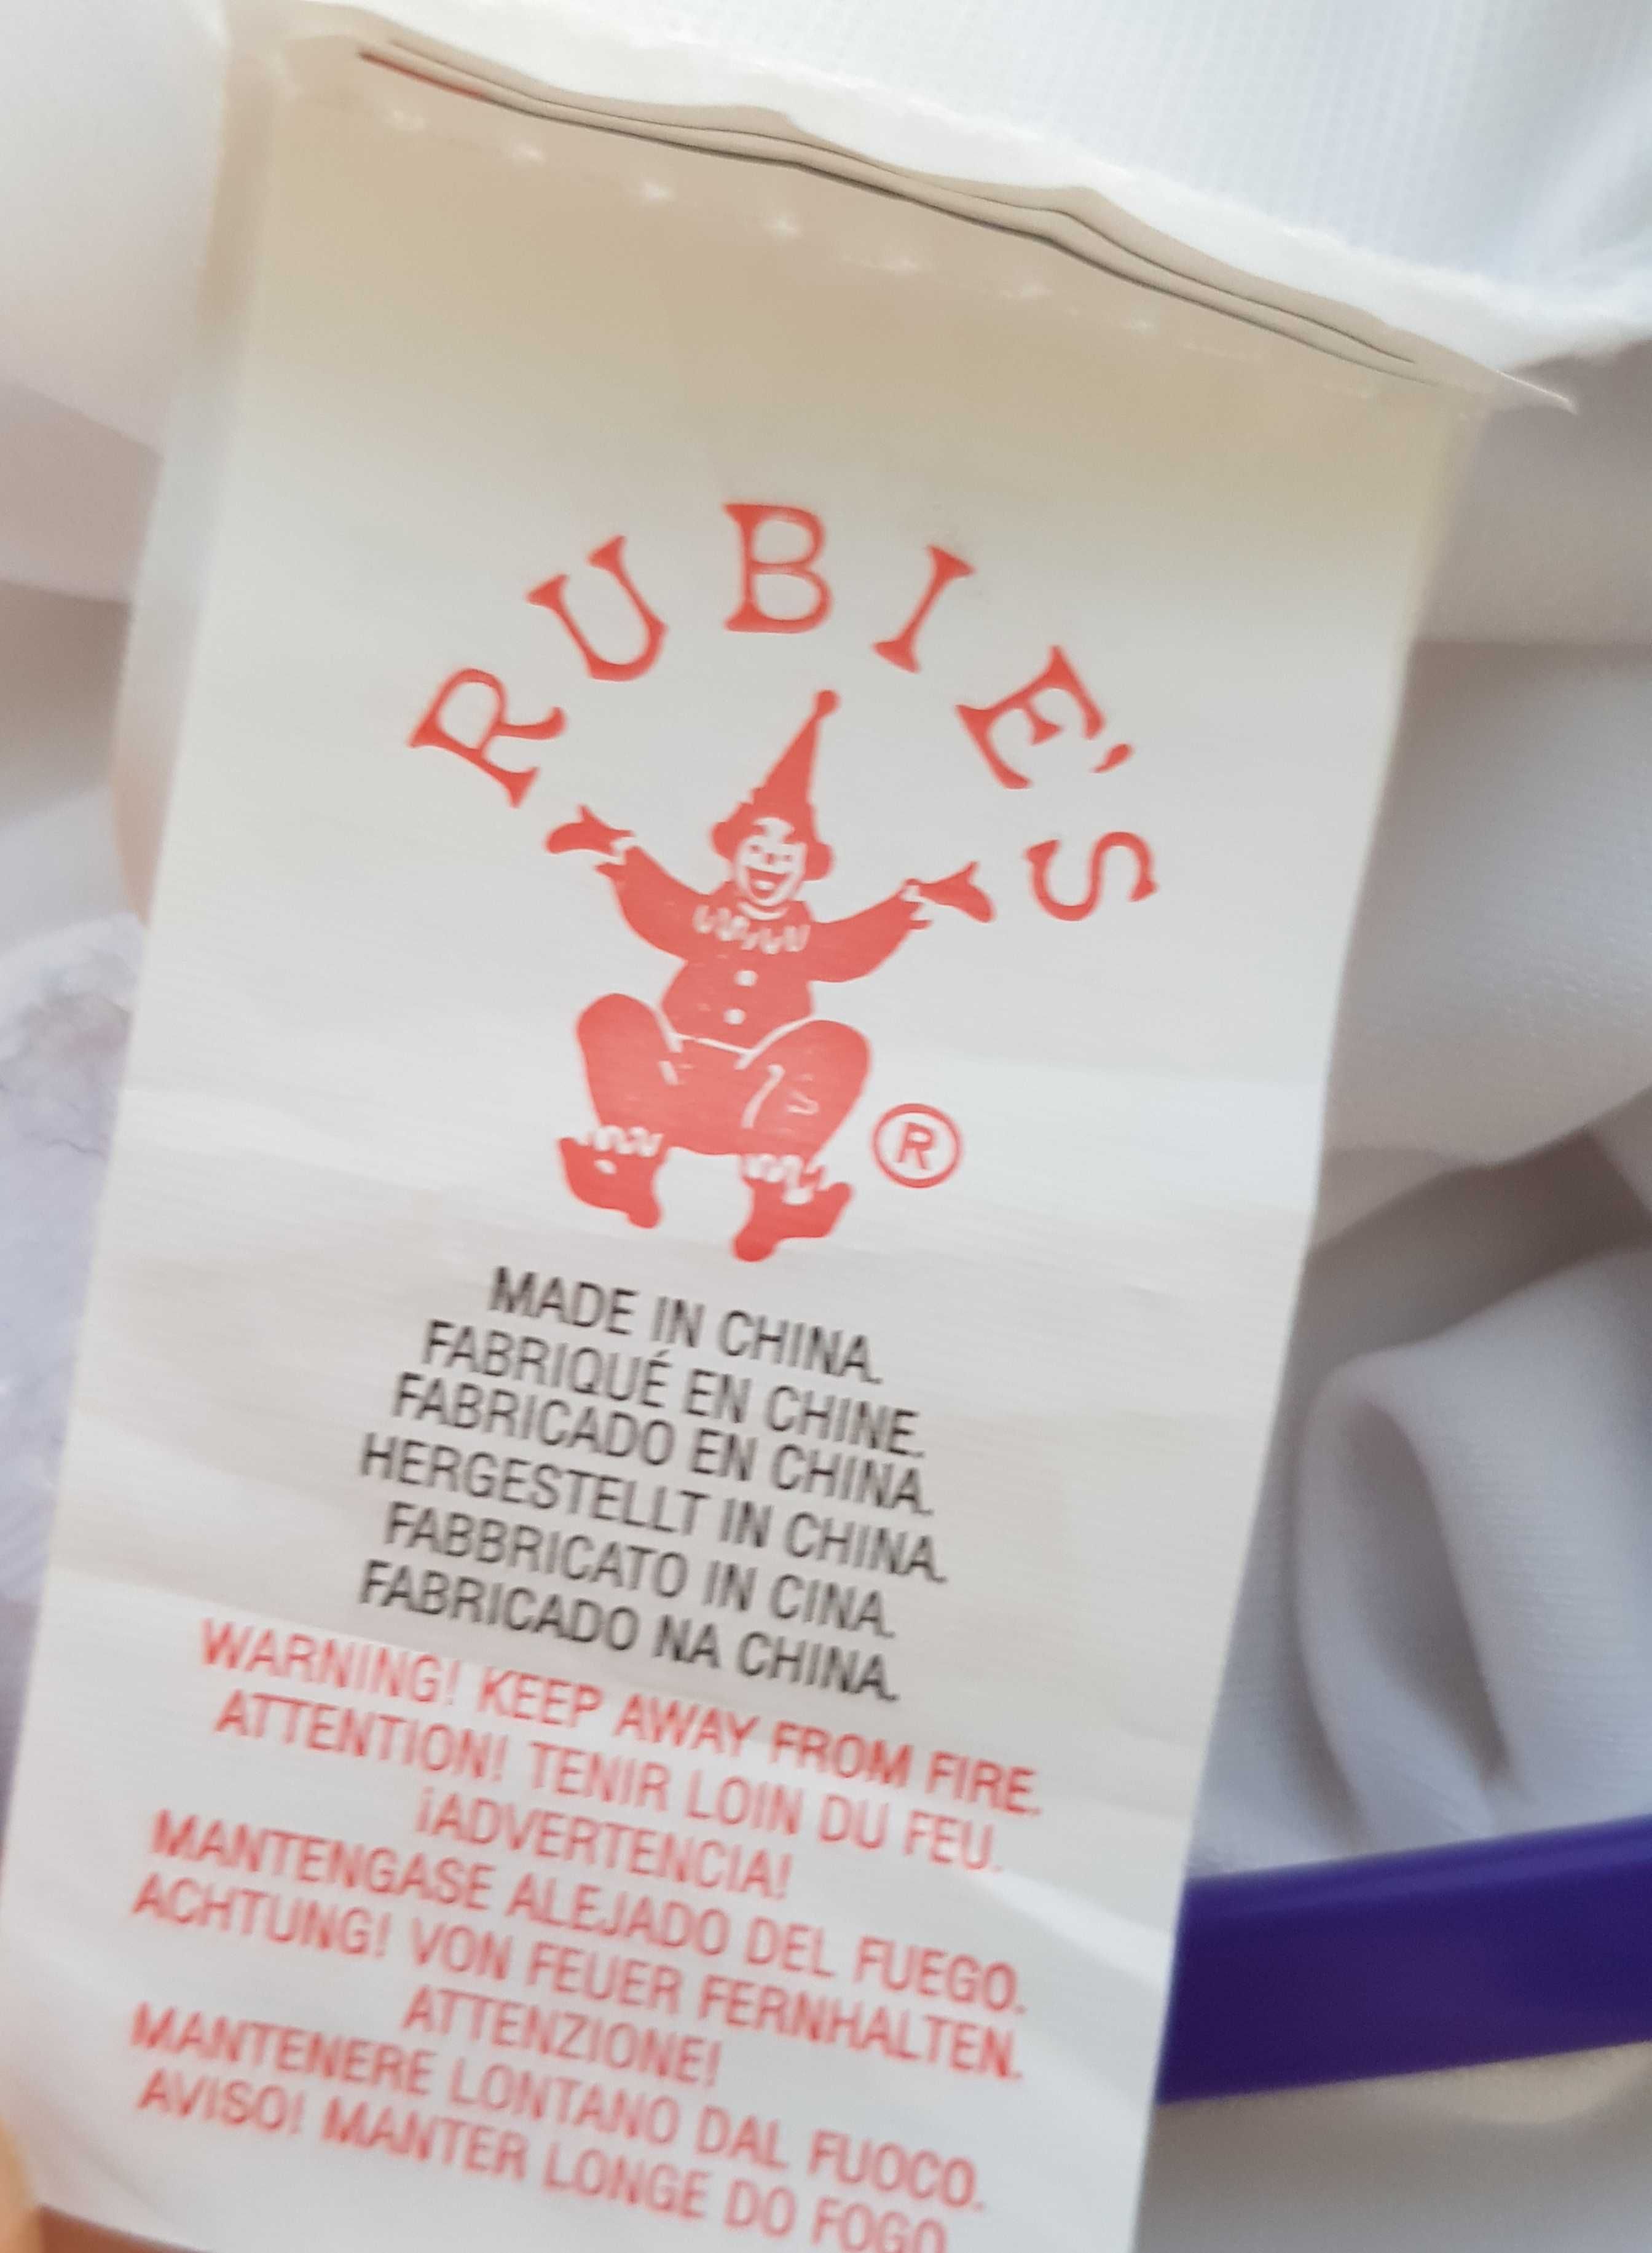 RUBIE'S
®
MADE IN CHINA.
FABRIQUÉ EN CHINE.
FABRICADO EN CHINA.
HERGESTELLT IN CHINA.
FABBRICATO IN CINA.
FABRICADO NA CHINA.
WARNING! KEEP AWAY FROM FIRE.
ATTENTION! TENIR LOIN DU FEU.
¡ADVERTENCIA!
MANTENGASE ALEJADO DEL FUEGO.
ACHTUNG! VON FEUER FERNHALTEN.
ATTENZIONE!
MANTENERE LONTANO DAL FUOCO.
AVISO! MANTER LONGE DO FOGO